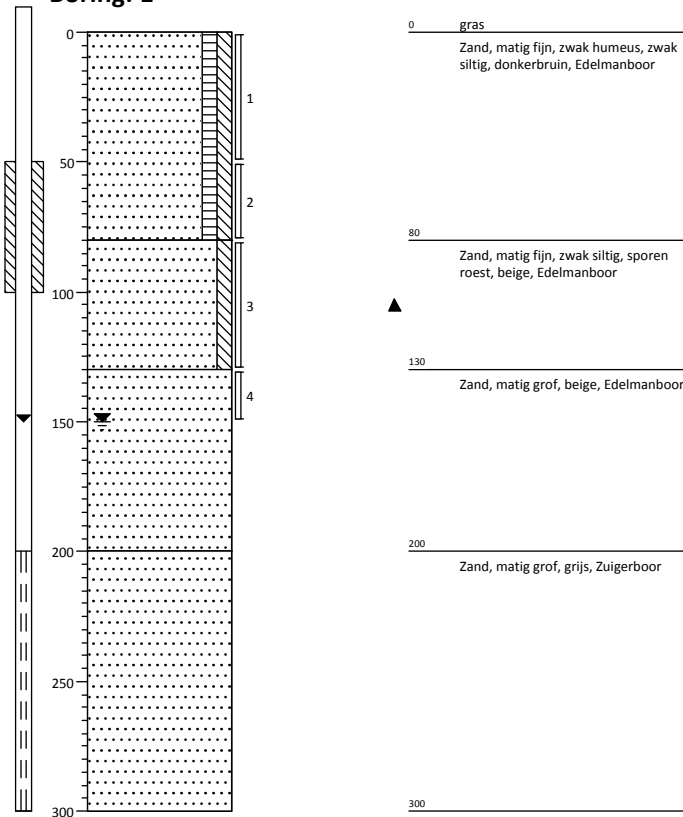 0
50
100
150
200
250
300
1
2
3
4
0 gras
Zand, matig fijn, zwak humeus, zwak
siltig, donkerbruin, Edelmanboor
80
Zand, matig fijn, zwak siltig, sporen
roest, beige, Edelmanboor
130
Zand, matig grof, beige, Edelmanboor
200
Zand, matig grof, grijs, Zuigerboor
300